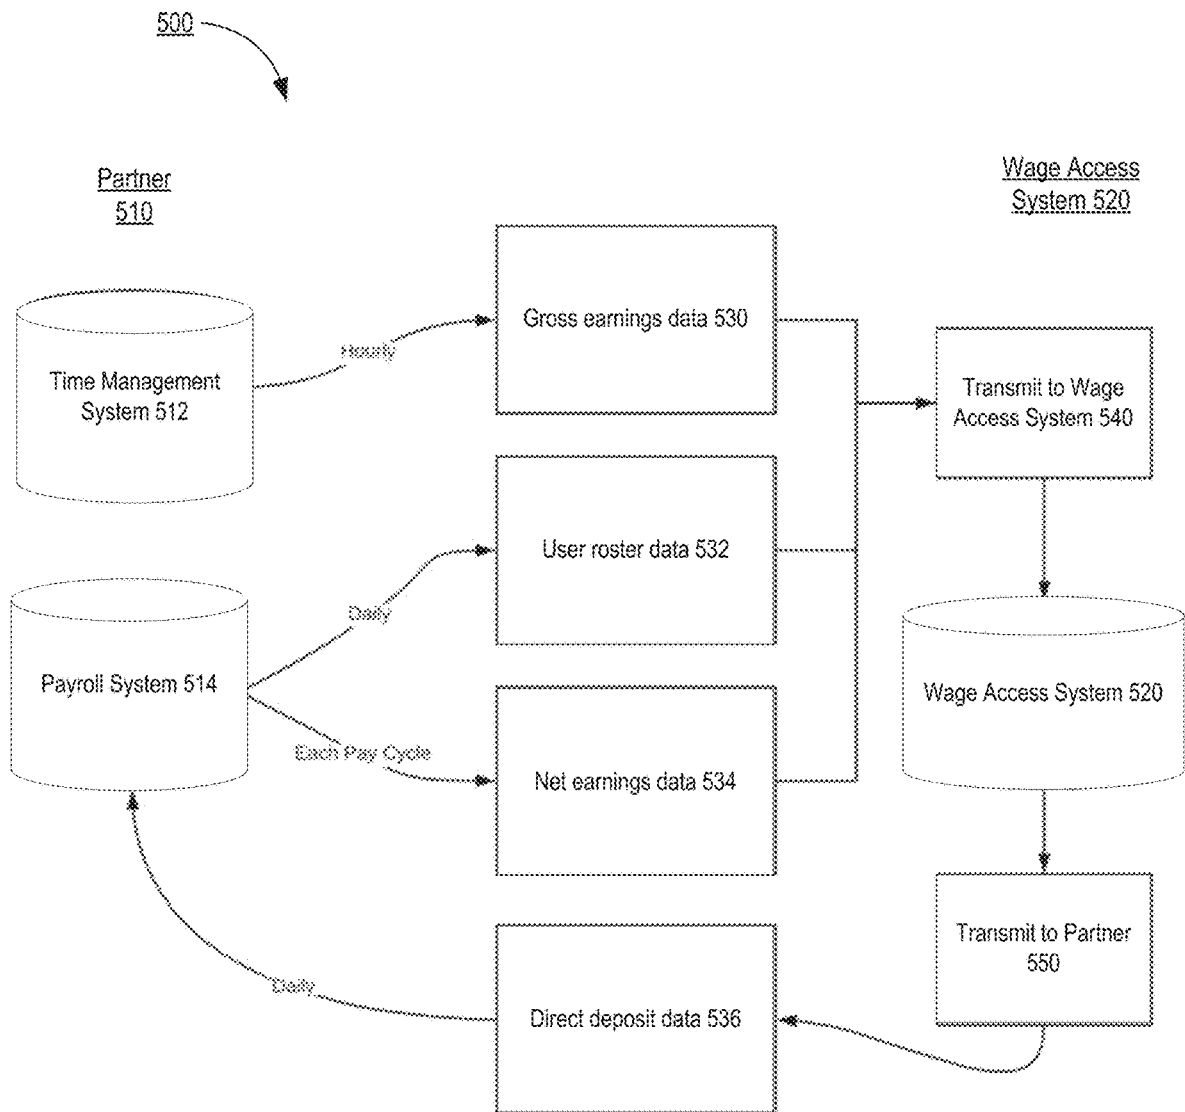 500
Partner
510
Wage Access
System 520
Time Management
System 512
Hourly
Gross earnings data 530
Transmit to Wage
Access System 540
User roster data 532
Daily
Payroll System 514
Each Pay Cycle
Net earnings data 534
Wage Access System 520
Transmit to Partner
550
Direct deposit data 536
Daily